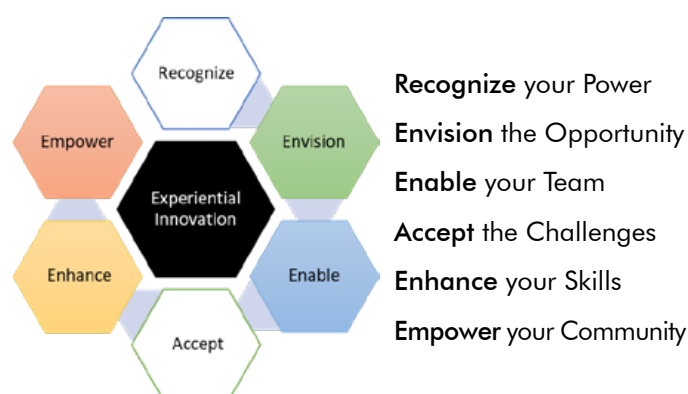 Recognize
Envision
Enable
Accept
Enhance
Empower
Experiential
Innovation
Recognize your Power
Envision the Opportunity
Enable your Team
Accept the Challenges
Enhance your Skills
Empower your Community